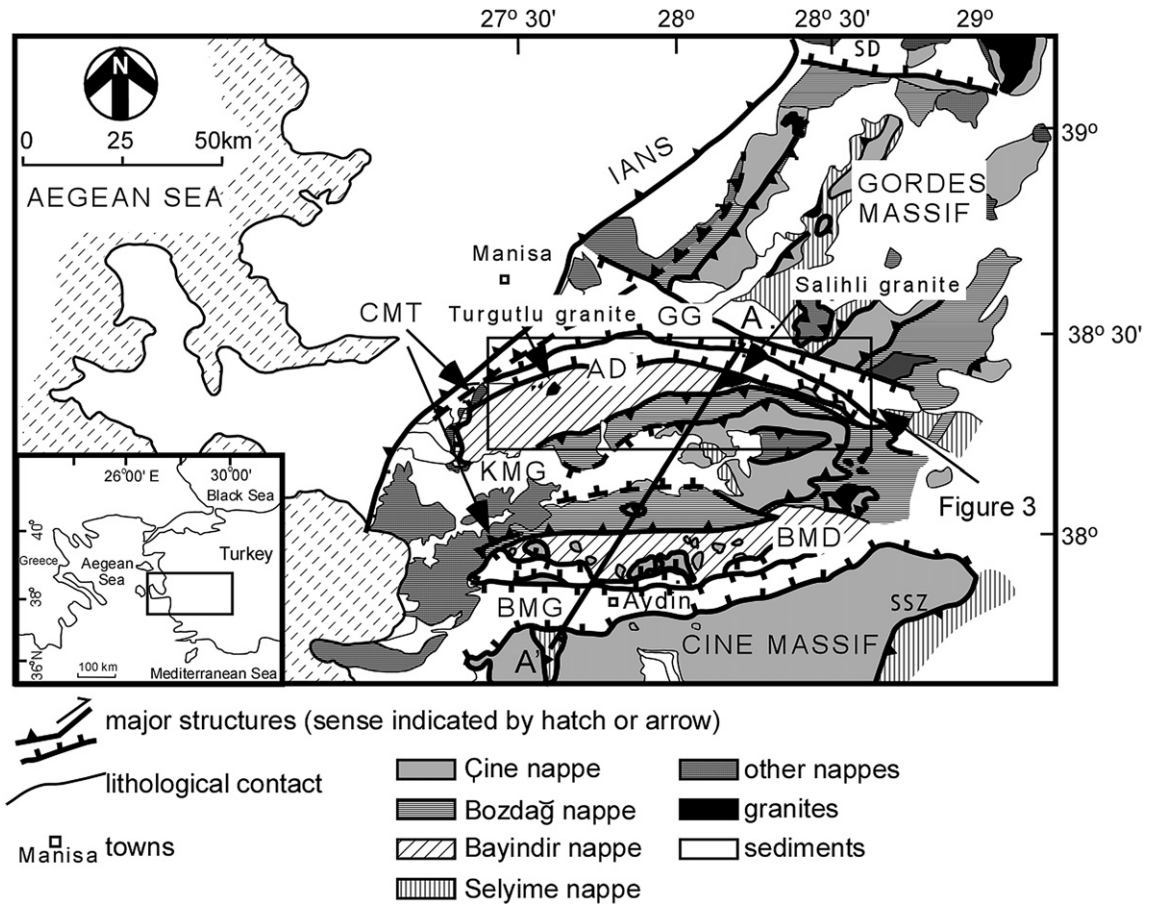 27º 30'
28º
28º 30'
29º
N
0
25
50km
AEGEAN SEA
SD
39º
IANS
GORDES
MASSIF
Manisa
Salihli granite
CMT
Turgutlu granite
GG
A
38º 30'
AD
KMG
Figure 3
BMD
38º
BMG
Aydin
SSZ
CINE MASSIF
A'
26º00' E
30º00'
Black Sea
40º
Greece
Aegean
Sea
Turkey
38º
36ºN
100 km
Mediterranean Sea
major structures (sense indicated by hatch or arrow)
lithological contact
Manisa towns
Çine nappe
Bozdağ nappe
Bayindir nappe
Selyime nappe
other nappes
granites
sediments